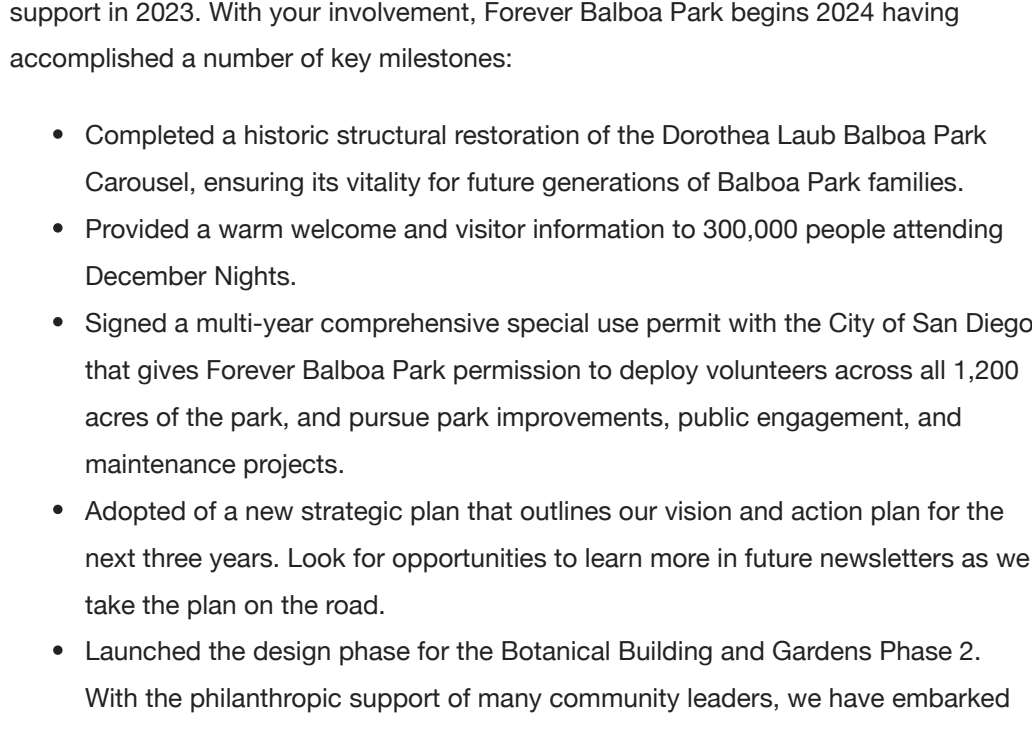 support in 2023. With your involvement, Forever Balboa Park begins 2024 having
accomplished a number of key milestones:
• Completed a historic structural restoration of the Dorothea Laub Balboa Park
Carousel, ensuring its vitality for future generations of Balboa Park families.
• Provided a warm welcome and visitor information to 300,000 people attending
December Nights.
• Signed a multi-year comprehensive special use permit with the City of San Diego
that gives Forever Balboa Park permission to deploy volunteers across all 1,200
acres of the park, and pursue park improvements, public engagement, and
maintenance projects.
• Adopted of a new strategic plan that outlines our vision and action plan for the
next three years. Look for opportunities to learn more in future newsletters as we
take the plan on the road.
• Launched the design phase for the Botanical Building and Gardens Phase 2.
With the philanthropic support of many community leaders, we have embarked